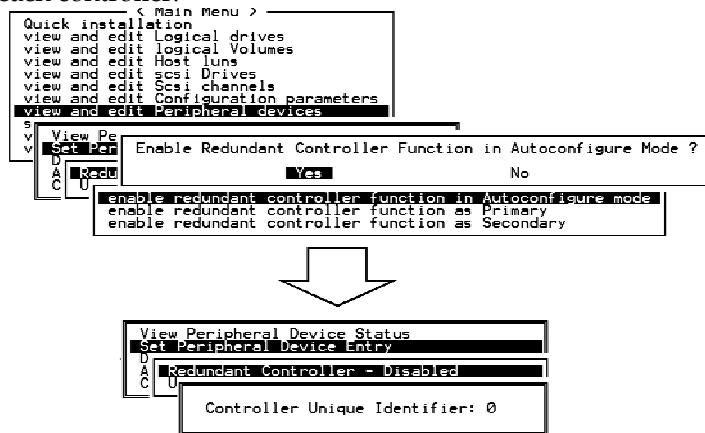 each controller.
< Main Menu >
Quick installation
view and edit Logical drives
view and edit logical Volumes
view and edit Host luns
view and edit scsi Drives
view and edit Scsi channels
view and edit Configuration parameters
view and edit Peripheral devices
s
v View Pe
v Set Per
Enable Redundant Controller Function in Autoconfigure Mode ?
Yes No
D
A Redu
C U
enable redundant controller function in Autoconfigure mode
enable redundant controller function as Primary
enable redundant controller function as Secondary
View Peripheral Device Status
Set Peripheral Device Entry
D
A Redundant Controller - Disabled
C U
Controller Unique Identifier: 0